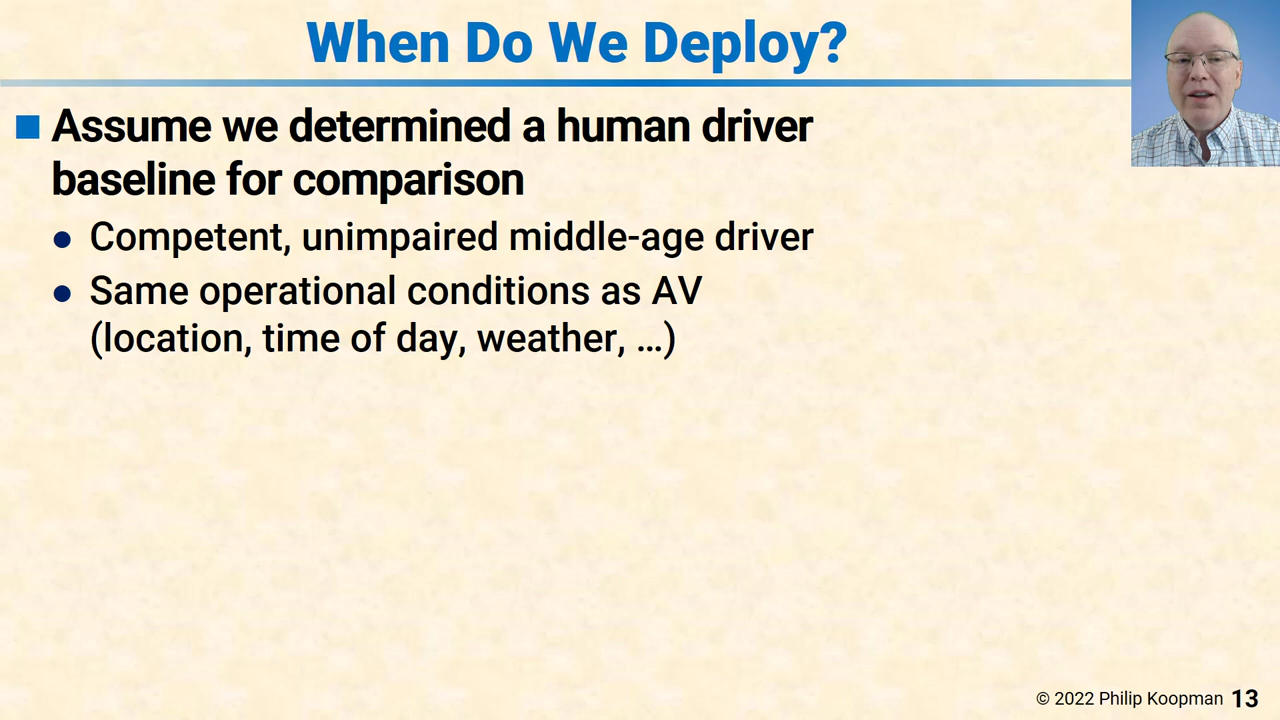 When Do We Deploy?
Assume we determined a human driver
baseline for comparison
Competent, unimpaired middle-age driver
Same operational conditions as AV
(location, time of day, weather, …)
© 2022 Philip Koopman 13